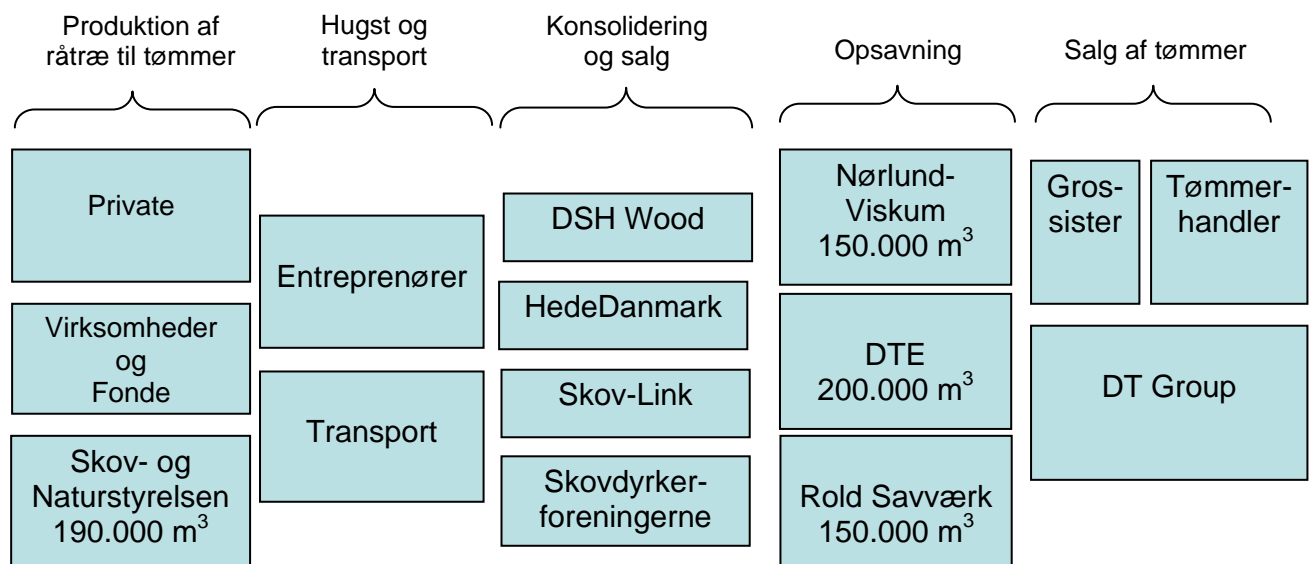 Produktion af
råtræ til tømmer
Hugst og
transport
Konsolidering
og salg
Opsavning
Salg af tømmer
Private
Virksomheder
og
Fonde
Skov- og
Naturstyrelsen
190.000 m³
Entreprenører
Transport
DSH Wood
HedeDanmark
Skov-Link
Skovdyrker-
foreningerne
Nørlund-
Viskum
150.000 m³
DTE
200.000 m³
Rold Savværk
150.000 m³
Gros-
sister
Tømmer-
handler
DT Group